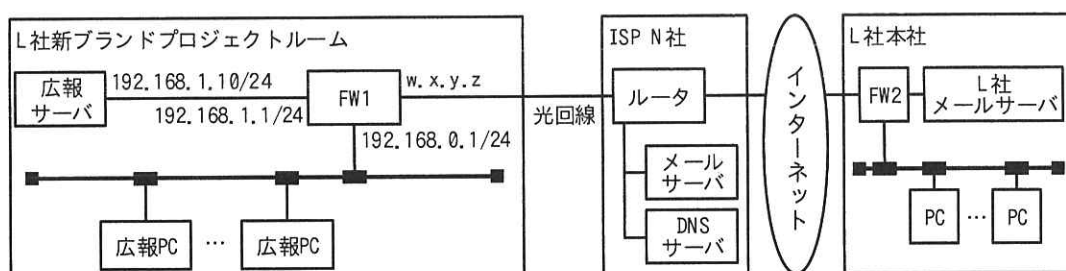 L社新ブランドプロジェクトルーム
広報
サーバ
192.168.1.10/24
192.168.1.1/24
FW1
w.x.y.z
192.168.0.1/24
広報PC
…
広報PC
光回線
ISP N社
ルータ
メール
サーバ
DNS
サーバ
インターネット
L社本社
FW2
L社
メールサーバ
PC
…
PC